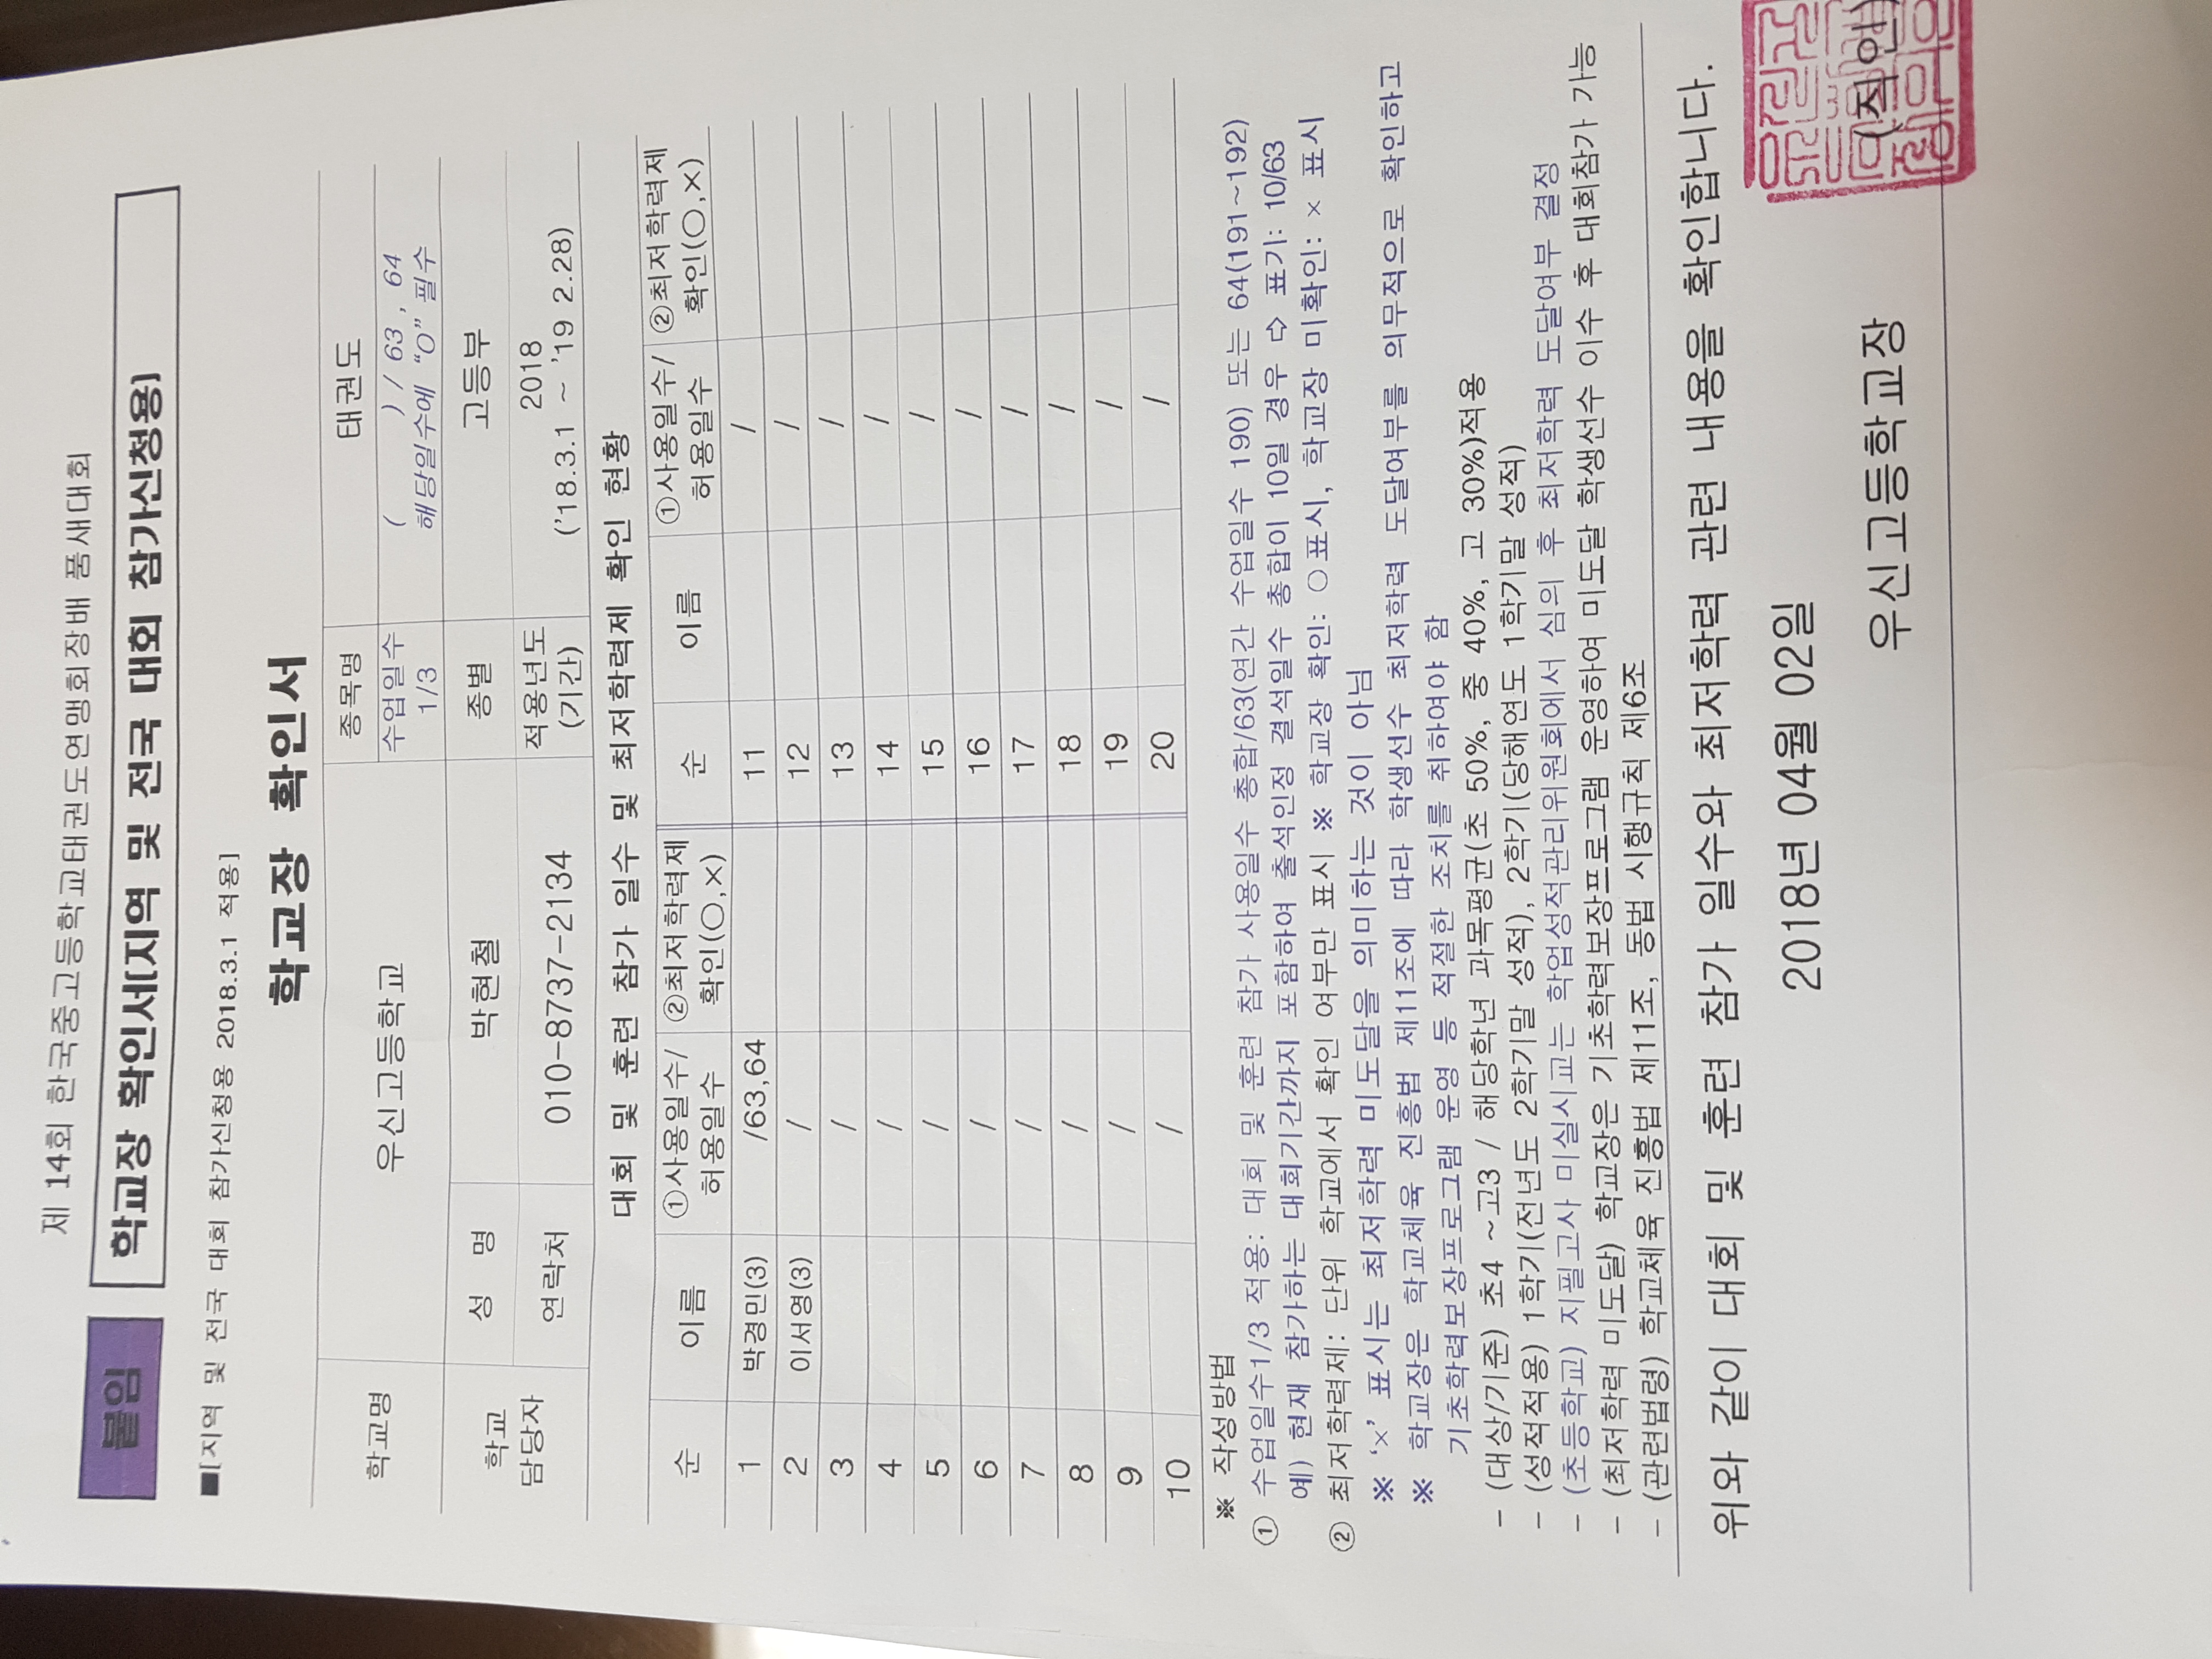 제 14회 한국중고등학교태권도연맹회장배 품새대회
붙임 학교장 확인서(지역 및 전국 대회 참가신청용)
■[지역 및 전국 대회 참가신청용 2018.3.1 적용]
학교장 확인서
학교명 우신고등학교 종목명 태권도
수업일수 1/3 ( ) / 63 , 64
해당일수에 "O" 필수
학교 담당자 성 명 박현철 종별 고등부
연락처 010-8737-2134 적용년도 (기간) 2018
('18.3.1 ~ '19 2.28)
대회 및 훈련 참가 일수 및 최저학력제 확인 현황
순 이름 ①사용일수/허용일수 ②최저학력제 확인(○,×) 순 이름 ①사용일수/허용일수 ②최저학력제 확인(○,×)
1 박경민(3) /63,64 11 /
2 이서영(3) / 12 /
3 / 13 /
4 / 14 /
5 / 15 /
6 / 16 /
7 / 17 /
8 / 18 /
9 / 19 /
10 / 20 /
※ 작성방법
① 수업일수1/3 적용: 대회 및 훈련 참가 사용일수 총합/63(연간 수업일수 190) 또는 64(191~192)
예) 현재 참가하는 대회기간까지 포함하여 출석인정 결석일수 총합이 10일 경우 ⇨ 표기: 10/63
② 최저학력제: 단위 학교에서 확인 여부만 표시 ※ 학교장 확인: ○표시, 학교장 미확인: × 표시
※ '×' 표시는 최저학력 미도달을 의미하는 것이 아님
※ 학교장은 학교체육 진흥법 제11조에 따라 학생선수 최저학력 도달여부를 의무적으로 확인하고
기초학력보장프로그램 운영 등 적절한 조치를 취하여야 함
- (대상/기준) 초4 ~고3 / 해당학년 과목평균(초 50%, 중 40%, 고 30%)적용
- (성적적용) 1학기(전년도 2학기말 성적), 2학기(당해연도 1학기말 성적)
- (초등학교) 지필고사 미실시교는 학업성적관리위원회에서 심의 후 최저학력 도달여부 결정
- (최저학력 미도달) 학교장은 기초학력보장프로그램 운영하여 미도달 학생선수 이수 후 대회참가 가능
- (관련법령) 학교체육 진흥법 제11조, 동법 시행규칙 제6조
위와 같이 대회 및 훈련 참가 일수와 최저학력 관련 내용을 확인합니다.
2018년 04월 02일
우신고등학교장 (직인)